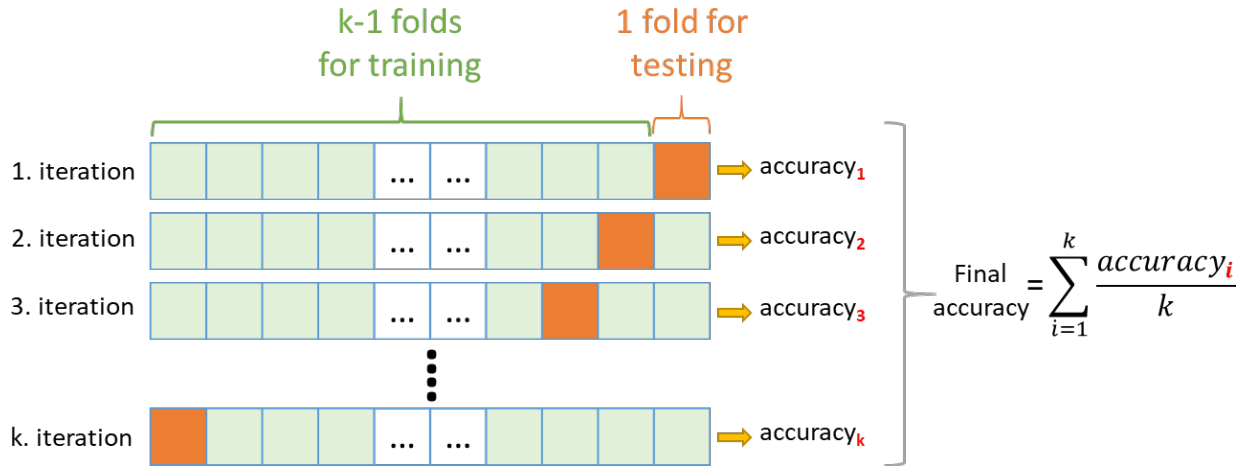 k-1 folds
for training
1 fold for
testing
1. iteration
... ...
accuracy1
2. iteration
... ...
accuracy2
3. iteration
... ...
accuracy3
k. iteration
... ...
accuracyk
Final
accuracy
= ∑ i=1 k accuracyi / k